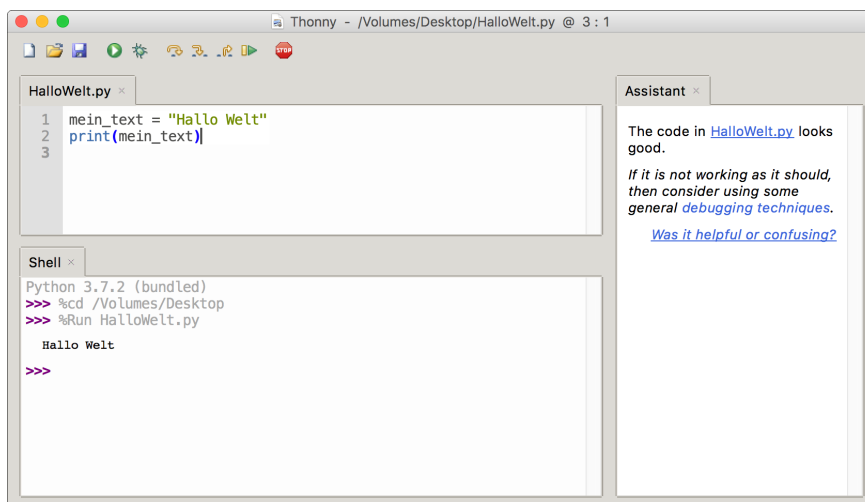 Thonny - /Volumes/Desktop/HalloWelt.py @ 3 : 1
STOP
HalloWelt.py ×
1 mein_text = "Hallo Welt"
2 print(mein_text)
3
Shell ×
Python 3.7.2 (bundled)
>>> %cd /Volumes/Desktop
>>> %Run HalloWelt.py
Hallo Welt
>>>
Assistant ×
The code in HalloWelt.py looks
good.
If it is not working as it should,
then consider using some
general debugging techniques.
Was it helpful or confusing?